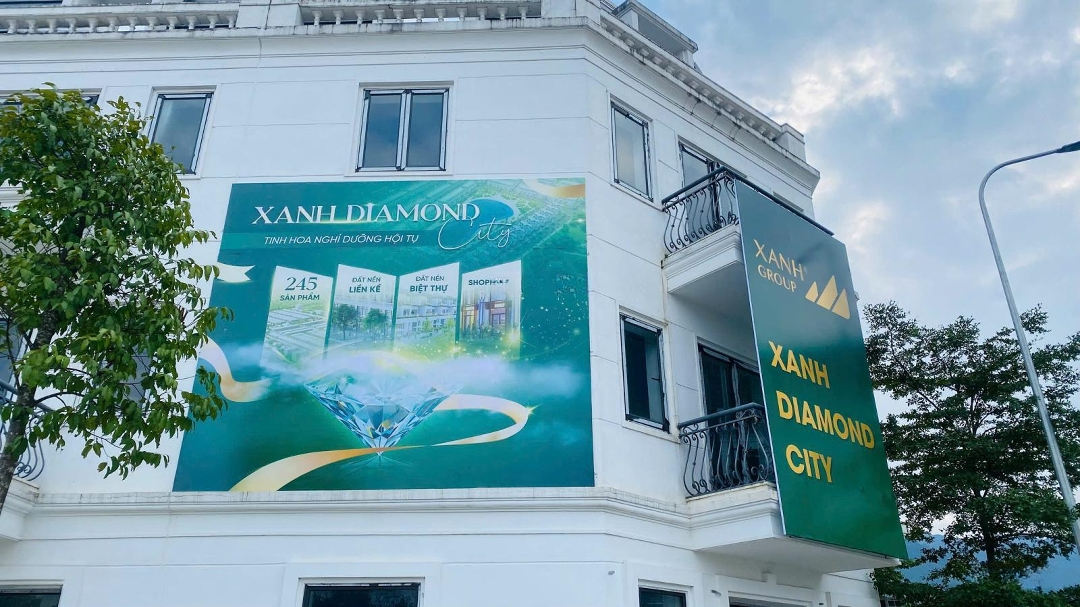 XANH DIAMOND
City
TINH HOA NGHỈ DƯỠNG HỘI TỤ
245
SẢN PHẨM
ĐẤT NỀN
LIỀN KỀ
ĐẤT NỀN
BIỆT THỰ
SHOPHOUSE
XANH
GROUP
XANH
DIAMOND
CITY